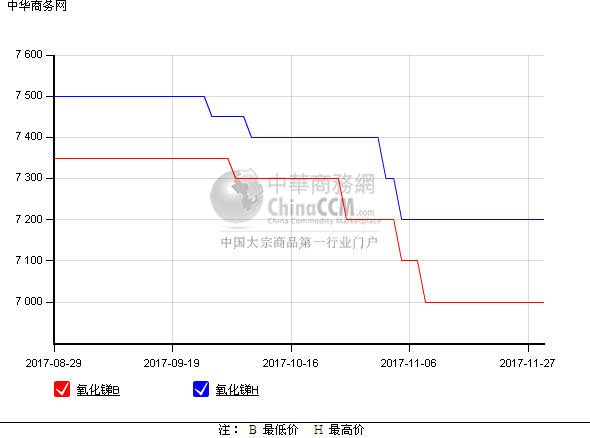 中华商务网
7 600
7 500
7 400
7 300
7 200
7 100
7 000
中華商務網
ChinaCCM.com
China Commodity Marketplace
中国大宗商品第一行业门户
2017-08-29 2017-09-19 2017-10-16 2017-11-06 2017-11-27
氧化锑B 氧化锑H
注： B 最低价 H 最高价